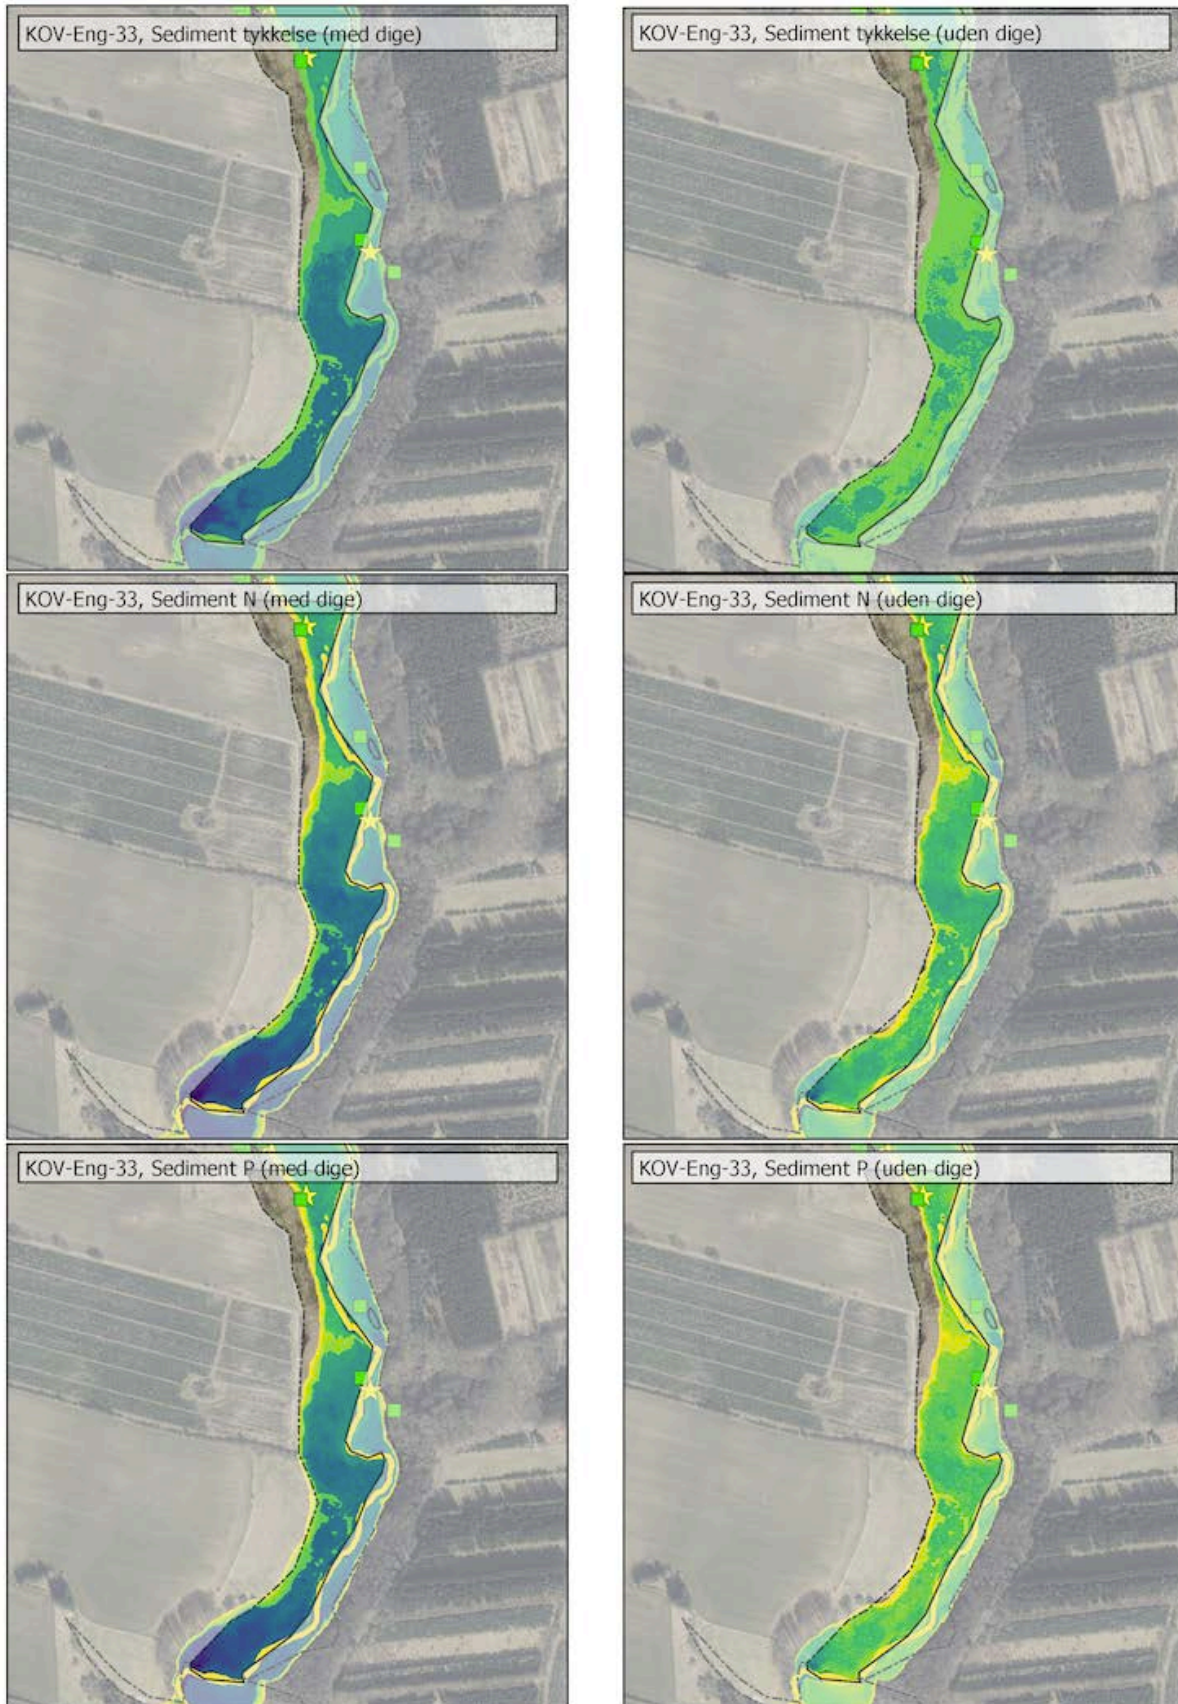 KOV-Eng-33, Sediment tykkelse (med dige)
KOV-Eng-33, Sediment tykkelse (uden dige)
KOV-Eng-33, Sediment N (med dige)
KOV-Eng-33, Sediment N (uden dige)
KOV-Eng-33, Sediment P (med dige)
KOV-Eng-33, Sediment P (uden dige)